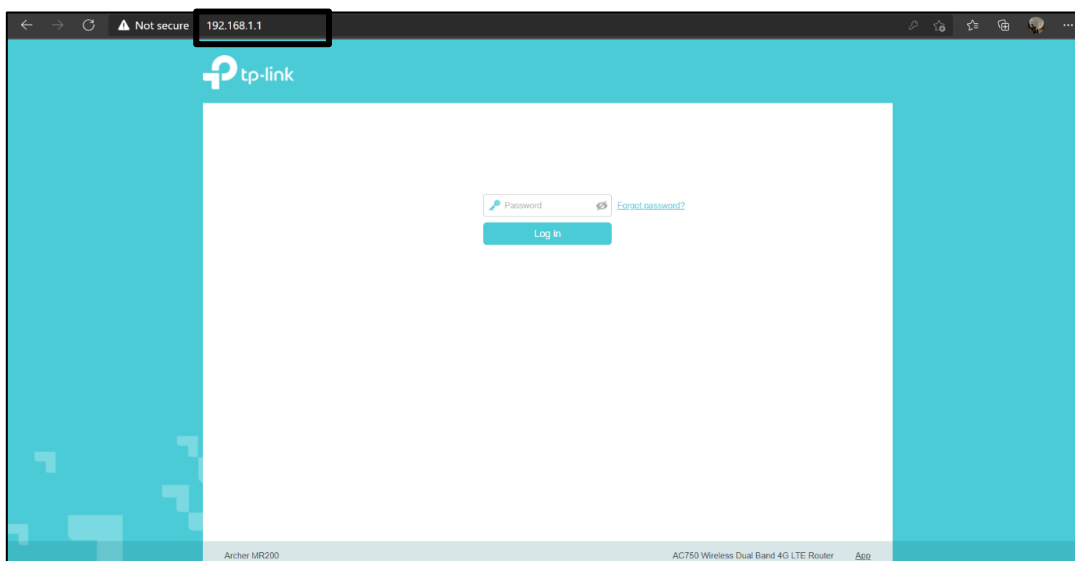 Not secure 192.168.1.1
tp-link
Password Forgot password?
Log in
Archer MR200 AC750 Wireless Dual Band 4G LTE Router App